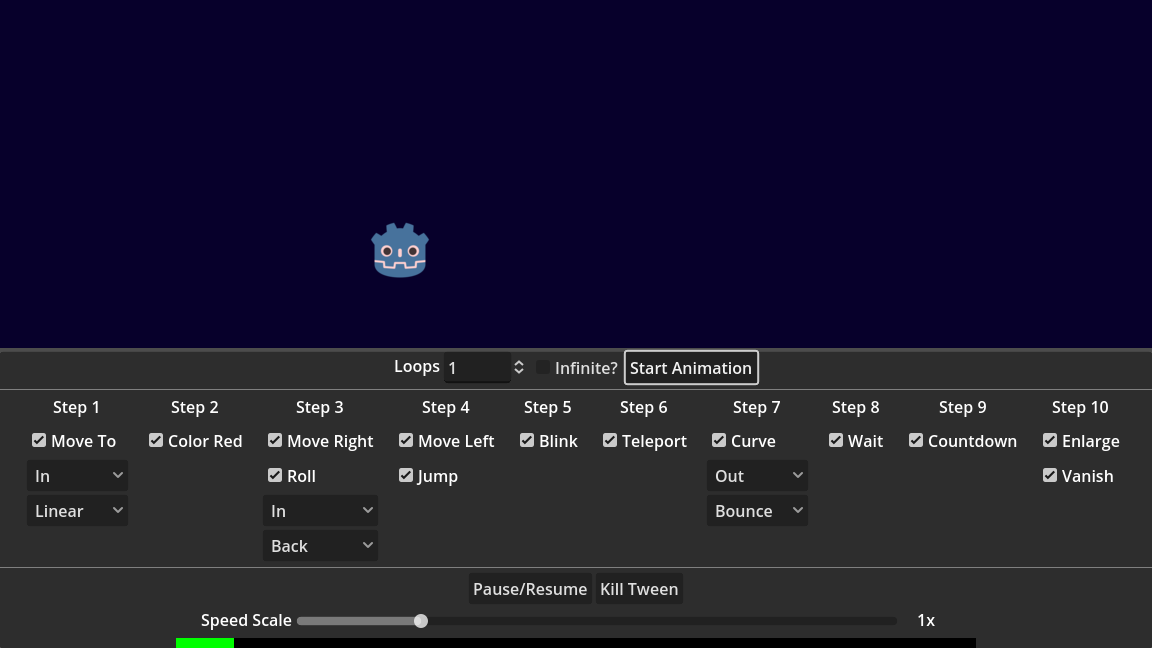 Loops 1 Infinite? Start Animation
Step 1 Step 2 Step 3 Step 4 Step 5 Step 6 Step 7 Step 8 Step 9 Step 10
Move To Color Red Move Right Move Left Blink Teleport Curve Wait Countdown Enlarge
In Roll Jump Out Vanish
Linear In Bounce
Back
Pause/Resume Kill Tween
Speed Scale 1x